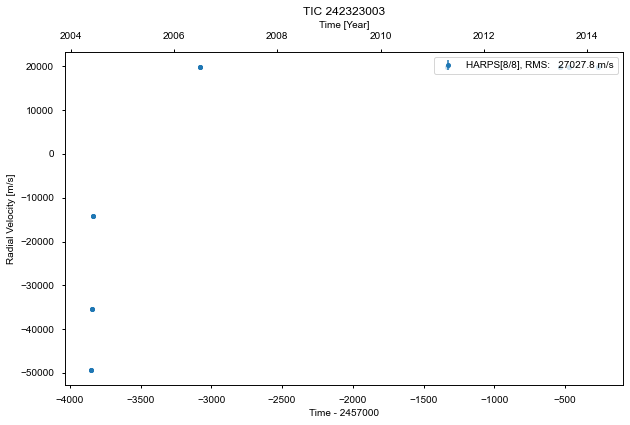 TIC 242323003
Time [Year]
2004 2006 2008 2010 2012 2014
HARPS[8/8], RMS: 27027.8 m/s
20000
10000
0
−10000
−20000
−30000
−40000
−50000
Radial Velocity [m/s]
−4000 −3500 −3000 −2500 −2000 −1500 −1000 −500
Time - 2457000